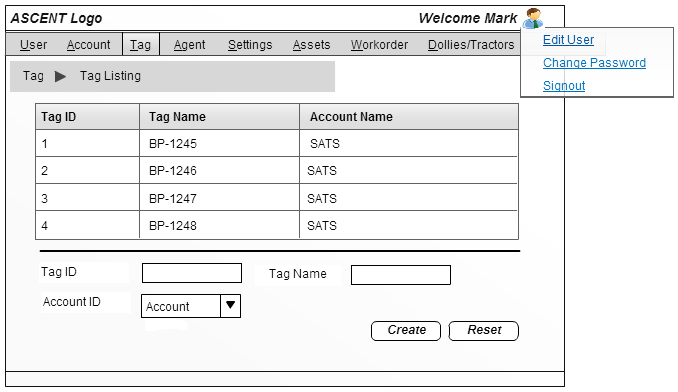 ASCENT Logo Welcome Mark
User Account Tag Agent Settings Assets Workorder Dollies/Tractors
Edit User
Change Password
Signout
Tag ▶ Tag Listing
Tag ID Tag Name Account Name
1 BP-1245 SATS
2 BP-1246 SATS
3 BP-1247 SATS
4 BP-1248 SATS
Tag ID Tag Name
Account ID Account
Create Reset